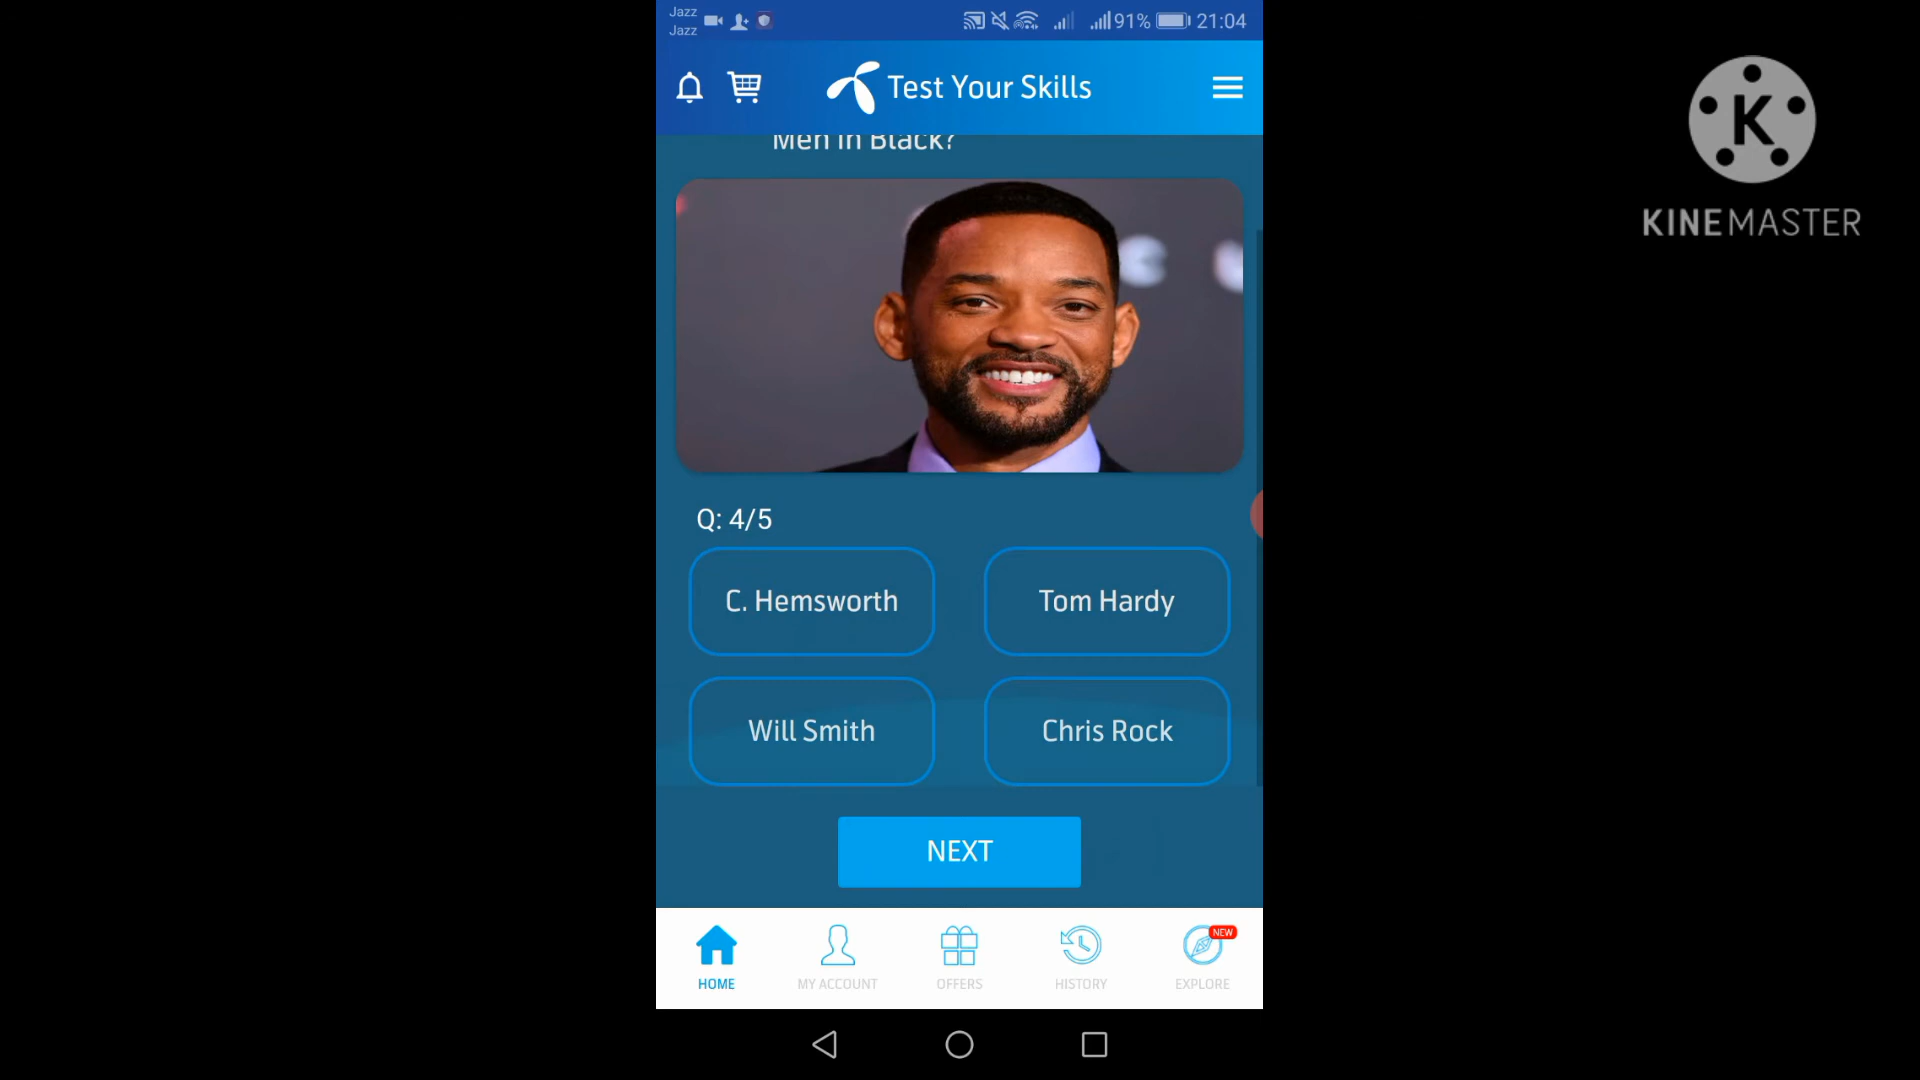 Jazz
Jazz
91% 21:04
Test Your Skills
Men in Black?
Q: 4/5
C. Hemsworth
Tom Hardy
Will Smith
Chris Rock
NEXT
NEW
HOME
MY ACCOUNT
OFFERS
HISTORY
EXPLORE
K
KINEMASTER